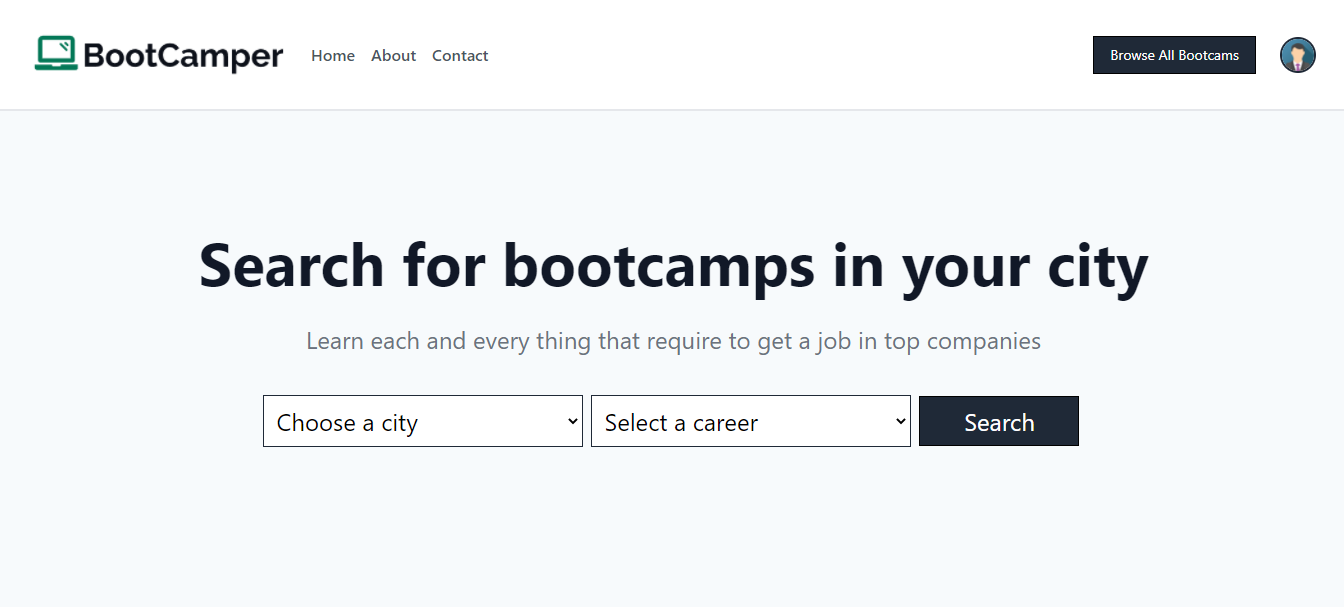 BootCamper Home About Contact Browse All Bootcams
Search for bootcamps in your city
Learn each and every thing that require to get a job in top companies
Choose a city Select a career Search